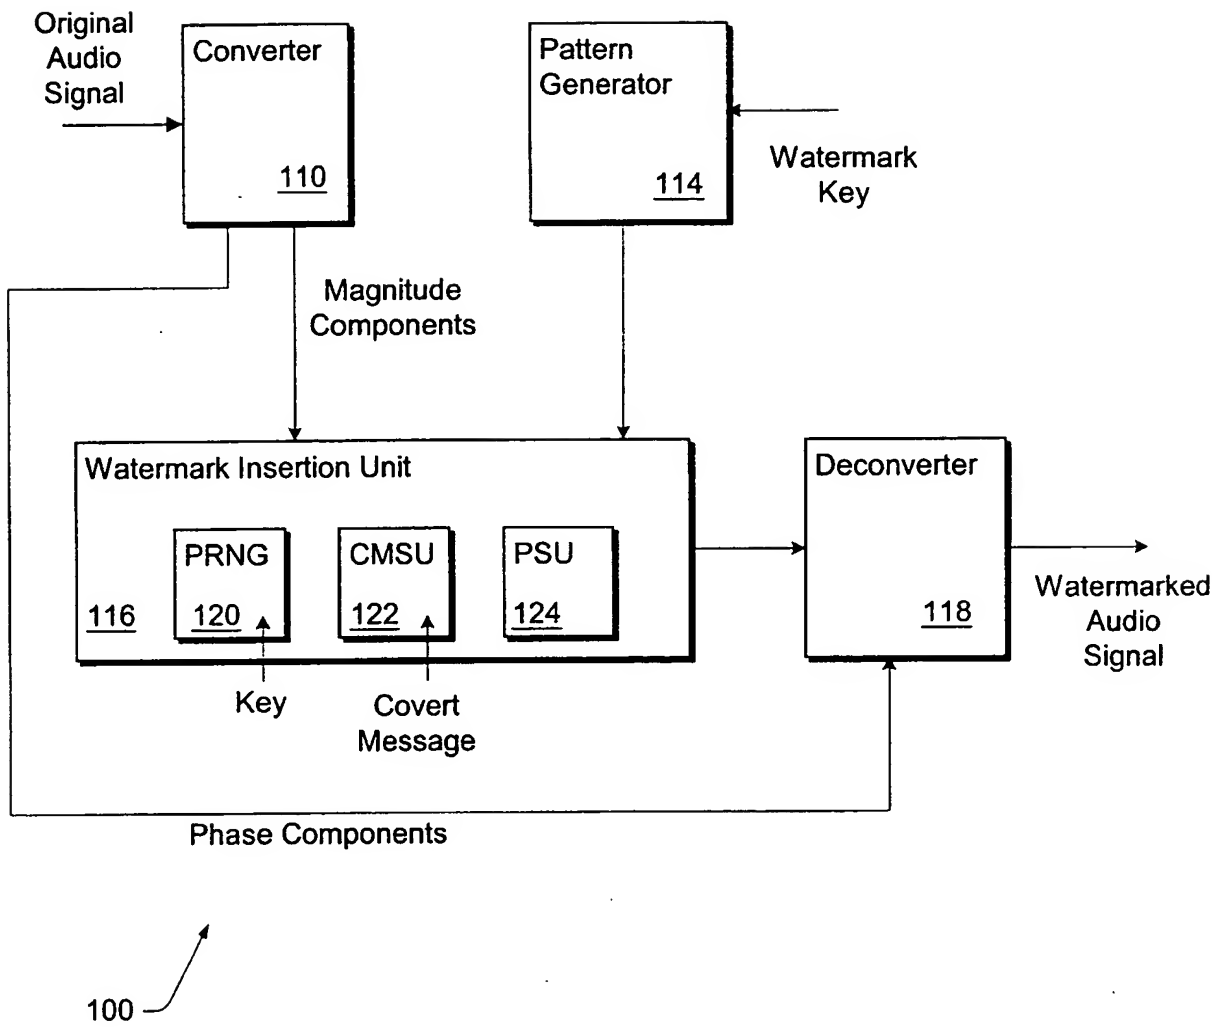 Original
Audio
Signal
Converter
110
Pattern
Generator
114
Watermark
Key
Magnitude
Components
Watermark Insertion Unit
116
PRNG
120
CMSU
122
PSU
124
Key
Covert
Message
Deconverter
118
Watermarked
Audio
Signal
Phase Components
100